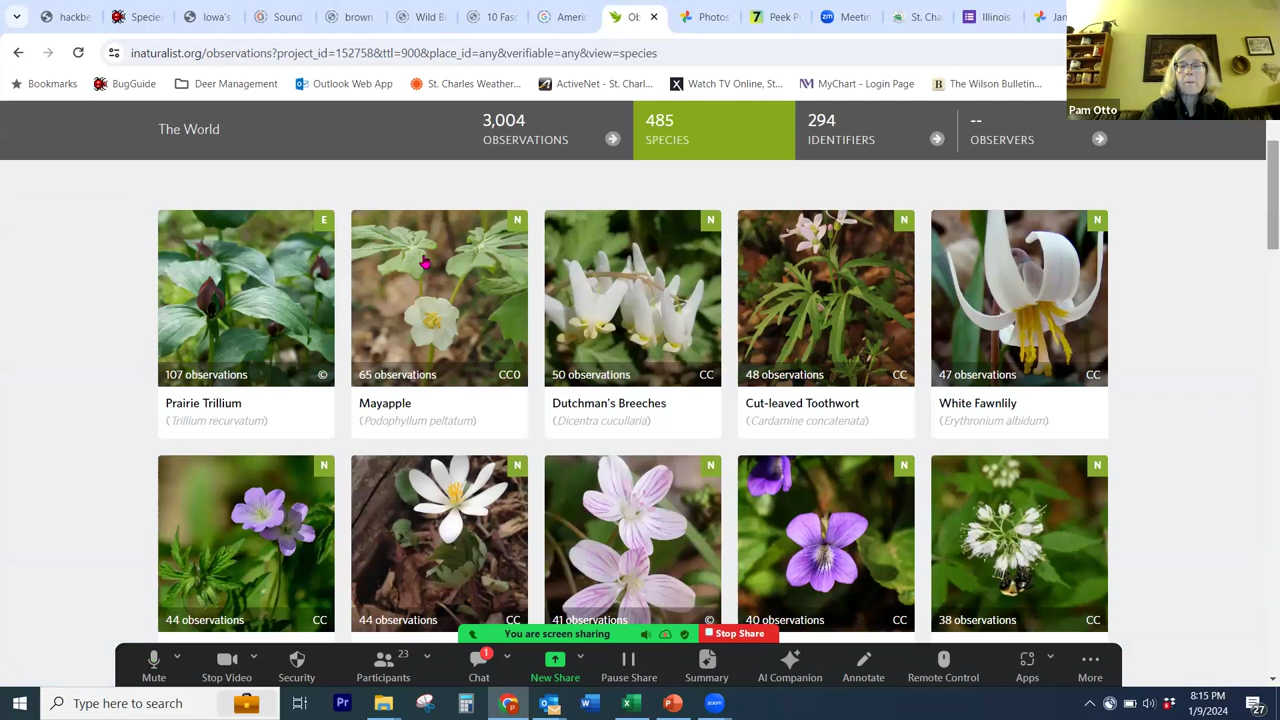 hackbe
Species
Iowa's
Sound
brown
Wild Bi
10 Fasc
Americ
Ob
Photos
Peek P
Meetin
St. Cha
Illinois
Jan
inaturalist.org/observations?project_id=15275
900&place_id=any&verifiable=any&view=species
Bookmarks
BugGuide
Deer Management
Outlook Web App
St. Charles Weather...
ActiveNet - St. Charl...
Watch TV Online, St...
MyChart - Login Page
The Wilson Bulletin...
Pam Otto
The World
3,004
OBSERVATIONS
485
SPECIES
294
IDENTIFIERS
--
OBSERVERS
E
N
N
N
N
107 observations ©
65 observations CC0
50 observations CC
48 observations CC
47 observations CC
Prairie Trillium
(Trillium recurvatum)
Mayapple
(Podophyllum peltatum)
Dutchman's Breeches
(Dicentra cucullaria)
Cut-leaved Toothwort
(Cardamine concatenata)
White Fawnlily
(Erythronium albidum)
N
N
N
N
N
44 observations CC
44 observations CC
41 observations ©
40 observations CC
38 observations CC
You are screen sharing
Stop Share
Mute
Stop Video
Security
23
Participants
1
Chat
New Share
Pause Share
Summary
AI Companion
Annotate
Remote Control
Apps
More
Type here to search
Pr
zoom
8:15 PM
1/9/2024
27